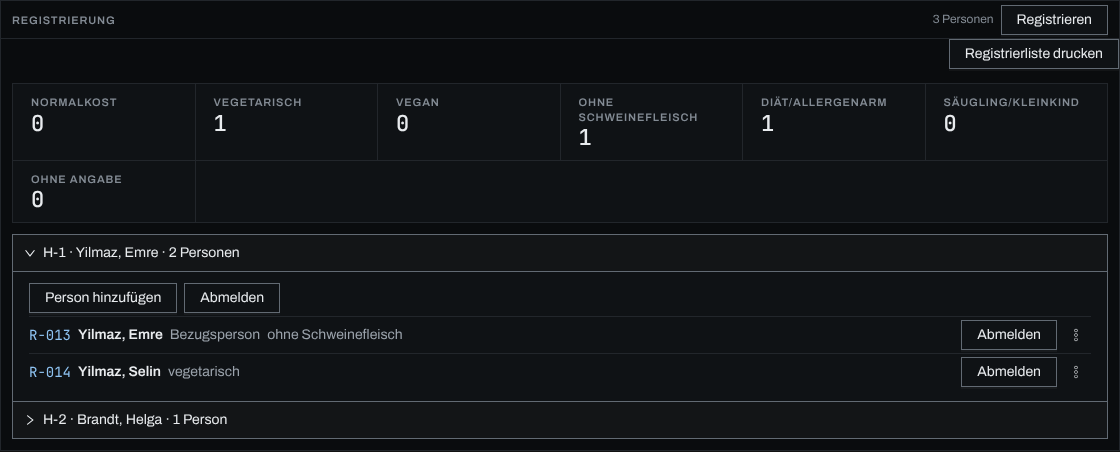 REGISTRIERUNG
3 Personen
Registrieren
Registrierliste drucken
NORMALKOST
0
VEGETARISCH
1
VEGAN
0
OHNE
SCHWEINEFLEISCH
1
DIÄT/ALLERGENARM
1
SÄUGLING/KLEINKIND
0
OHNE ANGABE
0
H-1 · Yilmaz, Emre · 2 Personen
Person hinzufügen Abmelden
R-013 Yilmaz, Emre Bezugsperson ohne Schweinefleisch Abmelden
R-014 Yilmaz, Selin vegetarisch Abmelden
H-2 · Brandt, Helga · 1 Person